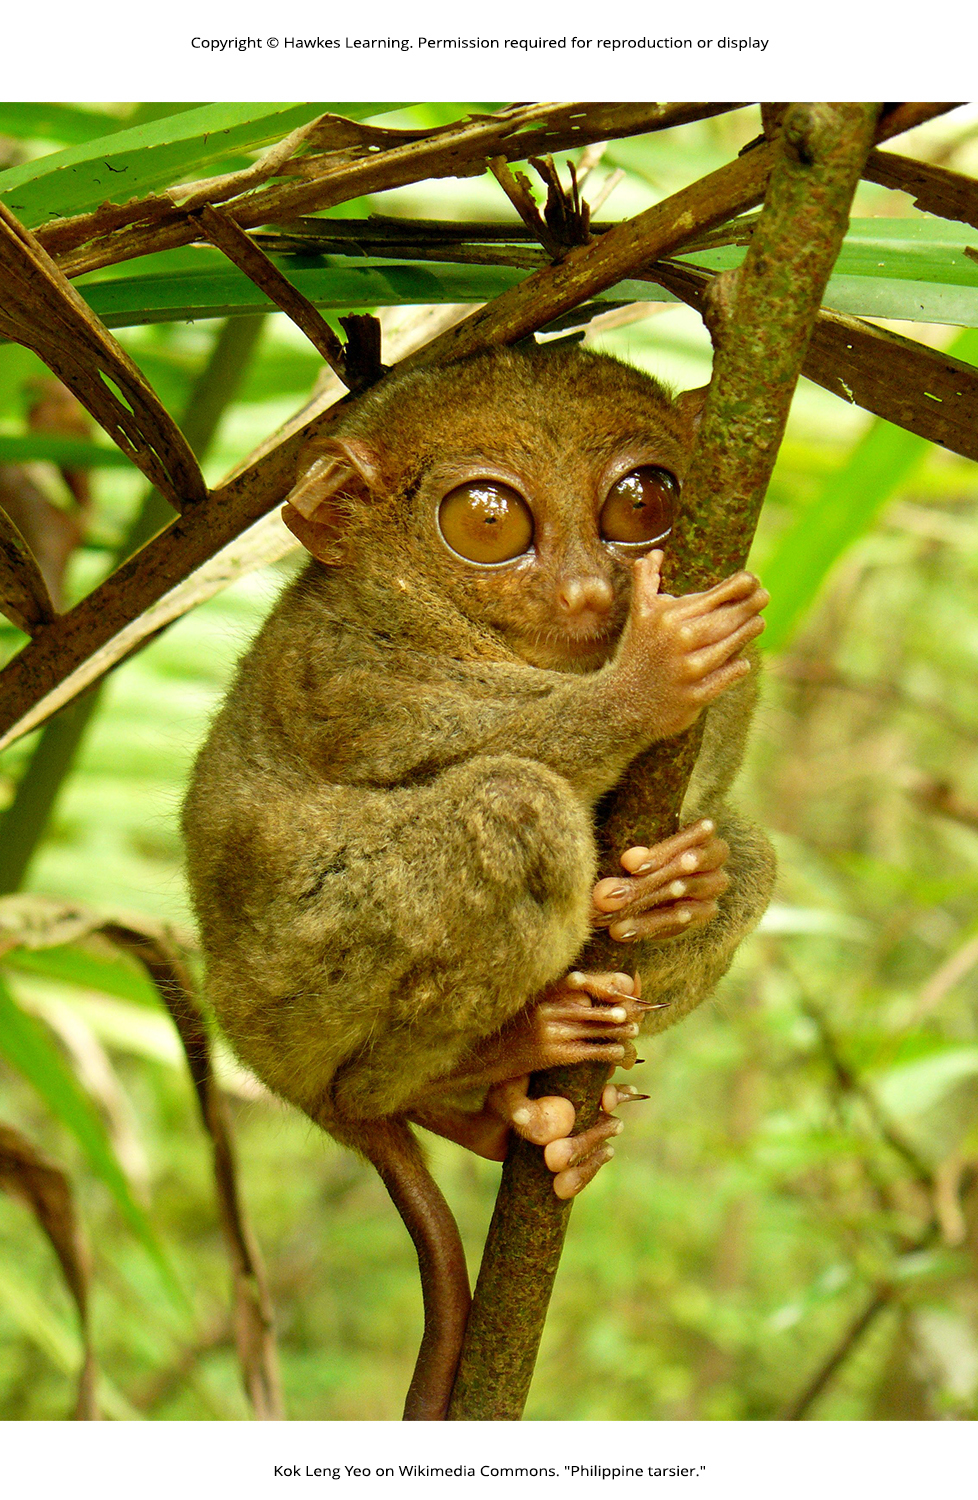 Copyright © Hawkes Learning. Permission required for reproduction or display
Kok Leng Yeo on Wikimedia Commons. "Philippine tarsier."